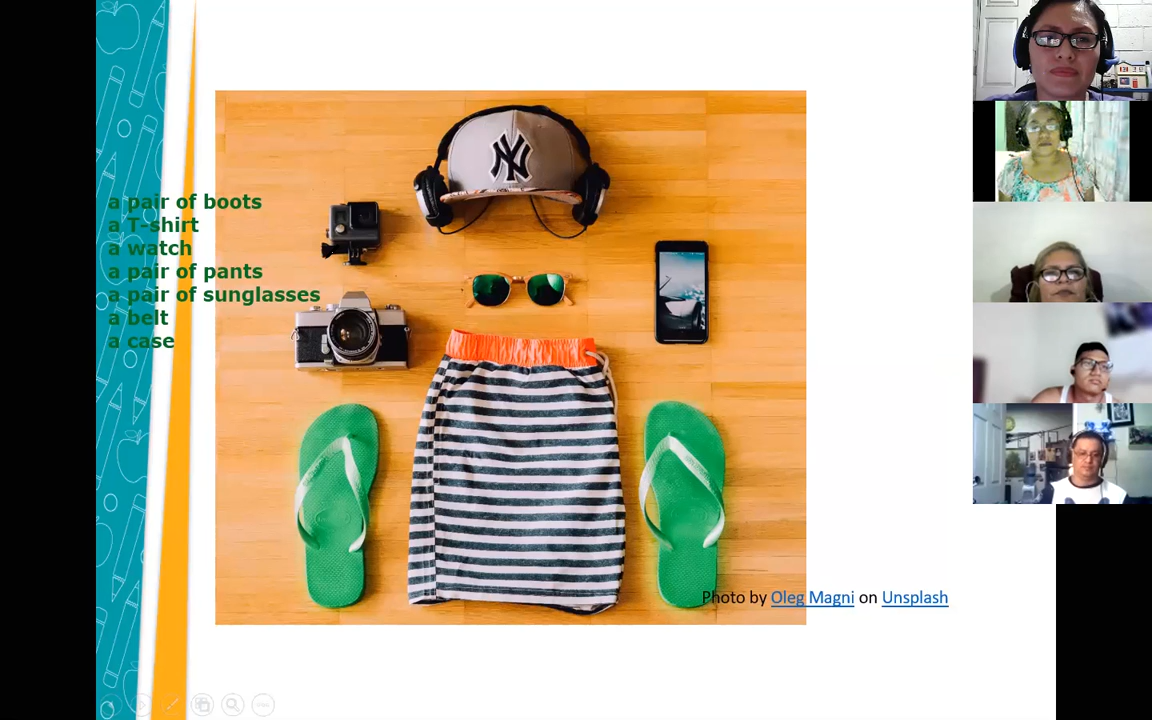 NY
a pair of boots
a T-shirt
a watch
a pair of pants
a pair of sunglasses
a belt
a case
Photo by Oleg Magni on Unsplash